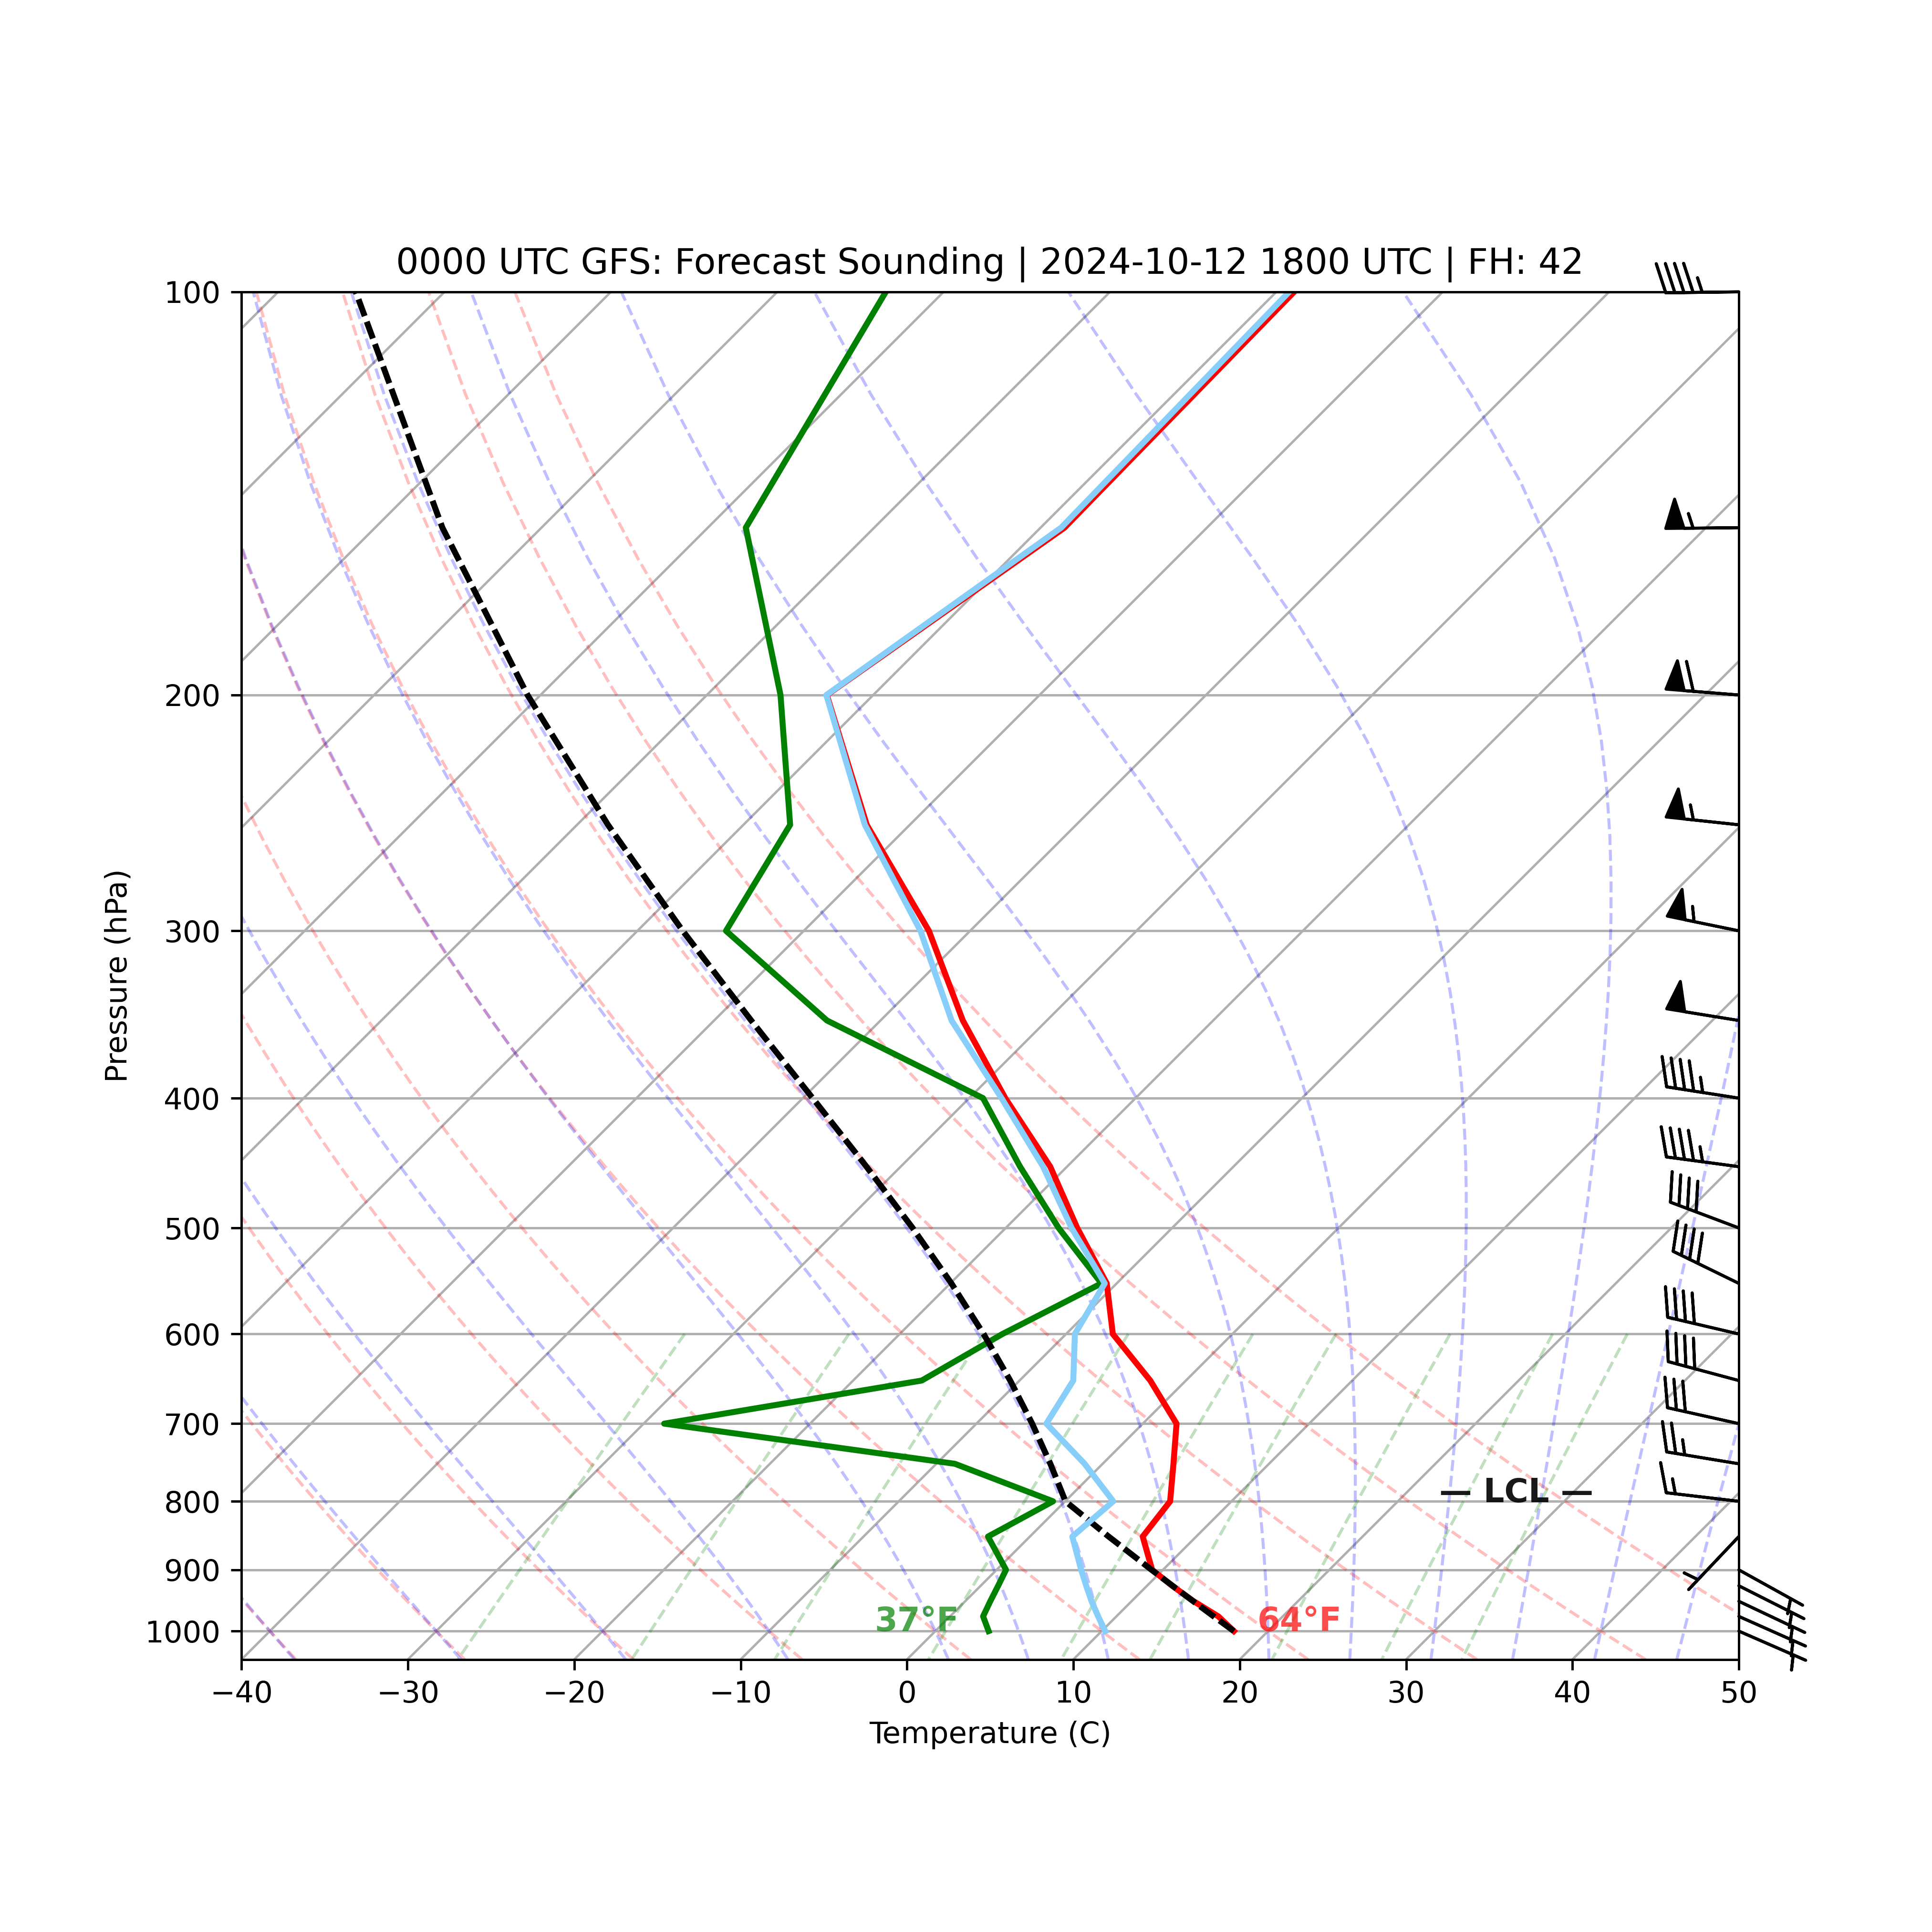 0000 UTC GFS: Forecast Sounding | 2024-10-12 1800 UTC | FH: 42
100
200
300
400
500
600
700
800
900
1000
Pressure (hPa)
— LCL —
37°F
64°F
−40 −30 −20 −10 0 10 20 30 40 50
Temperature (C)